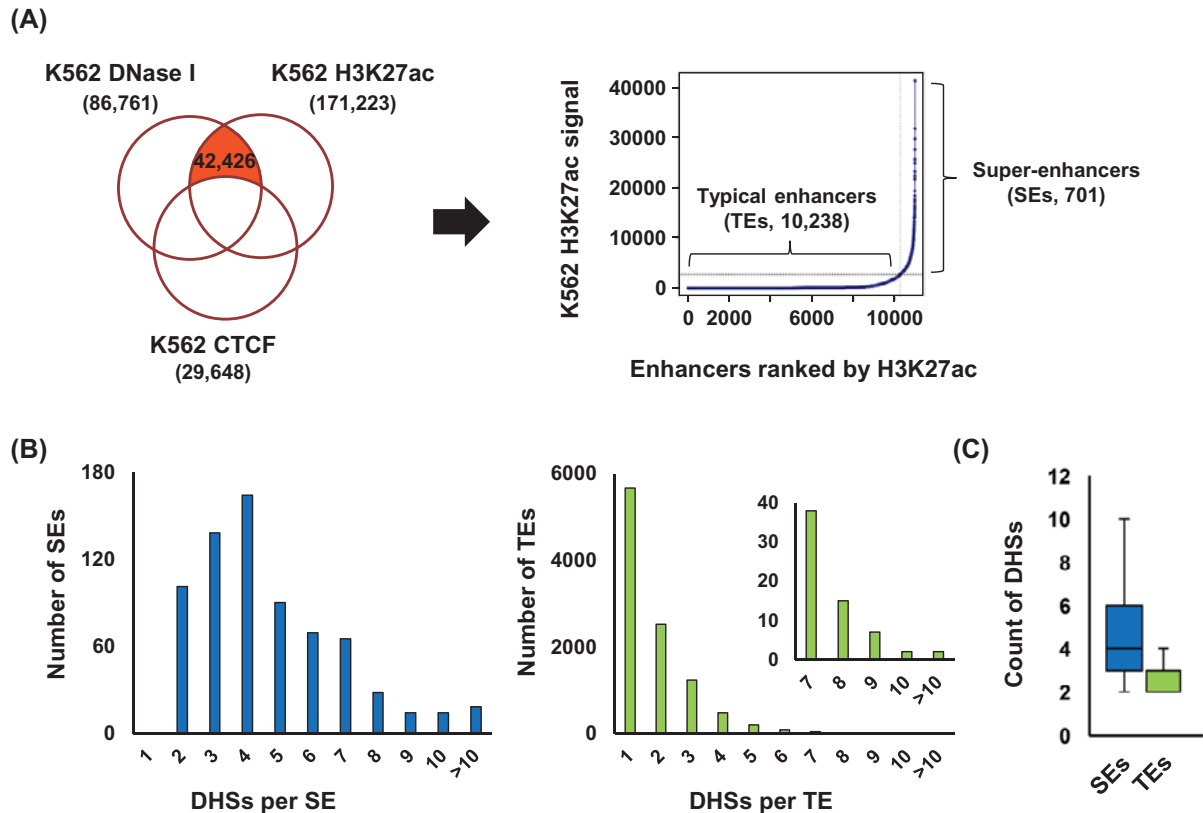 (A)
K562 DNase I
(86,761)
K562 H3K27ac
(171,223)
42,426
K562 CTCF
(29,648)
K562 H3K27ac signal
40000
30000
20000
10000
0
Typical enhancers
(TEs, 10,238)
Super-enhancers
(SEs, 701)
0 2000 6000 10000
Enhancers ranked by H3K27ac
(B)
Number of SEs
180
120
60
0
1 2 3 4 5 6 7 8 9 10 >10
DHSs per SE
Number of TEs
6000
4000
2000
0
1 2 3 4 5 6 7 8 9 10 >10
DHSs per TE
40
30
20
10
0
7 8 9 10 >10
(C)
Count of DHSs
12
10
8
6
4
2
0
SEs TEs